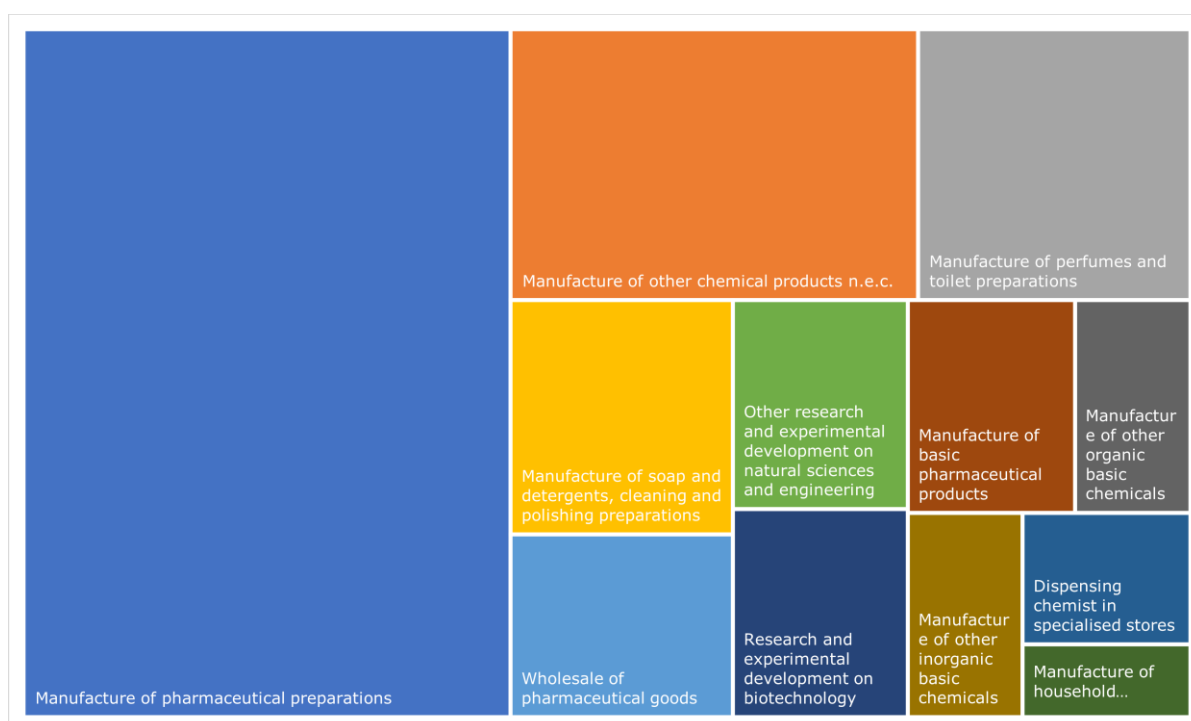 Manufacture of pharmaceutical preparations
Manufacture of other chemical products n.e.c.
Manufacture of perfumes and
toilet preparations
Manufacture of soap and
detergents, cleaning and
polishing preparations
Wholesale of
pharmaceutical goods
Other research
and experimental
development on
natural sciences
and engineering
Research and
experimental
development on
biotechnology
Manufacture of
basic
pharmaceutical
products
Manufactur
e of other
organic
basic
chemicals
Manufactur
e of other
inorganic
basic
chemicals
Dispensing
chemist in
specialised stores
Manufacture of
household…